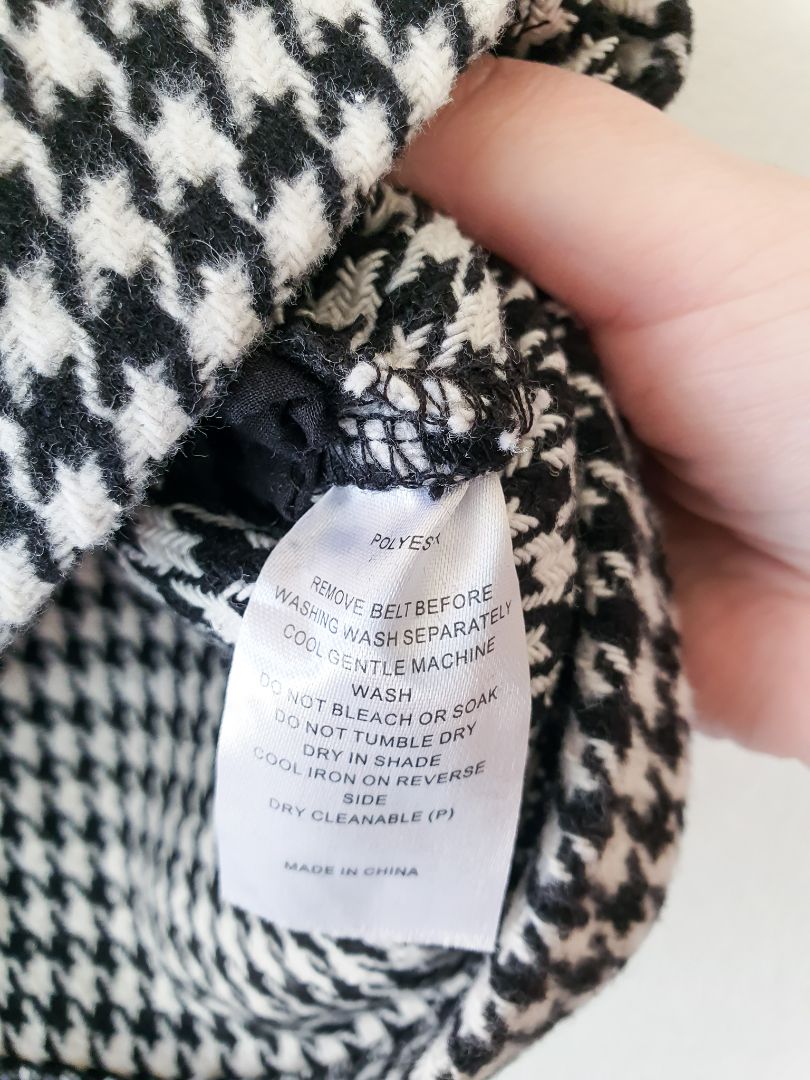 POLYES
REMOVE BELT BEFORE
WASHING WASH SEPARATELY
COOL GENTLE MACHINE
WASH
DO NOT BLEACH OR SOAK
DO NOT TUMBLE DRY
DRY IN SHADE
COOL IRON ON REVERSE
SIDE
DRY CLEANABLE (P)
MADE IN CHINA